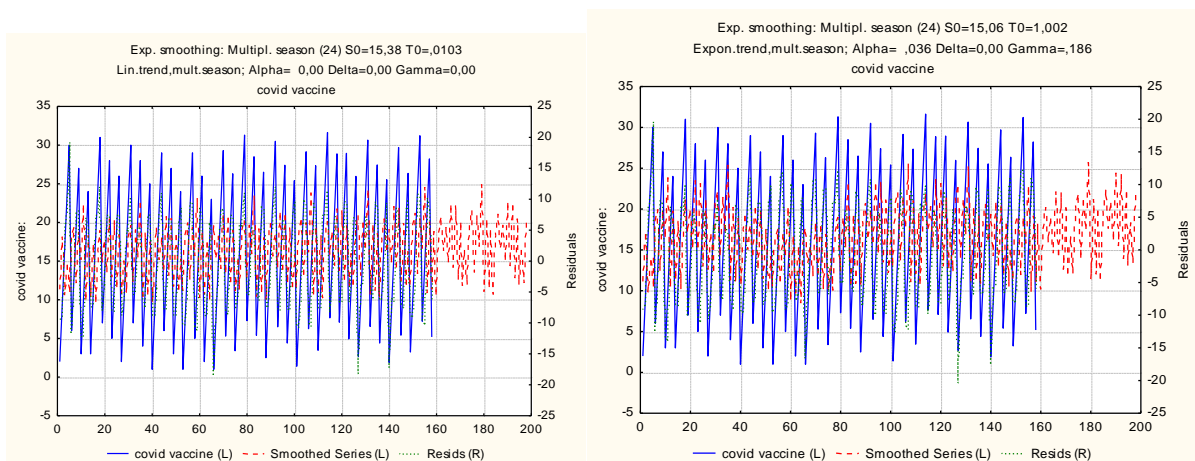 Exp. smoothing: Multipl. season (24) S0=15,38 T0=,0103
Lin.trend,mult.season; Alpha= 0,00 Delta=0,00 Gamma=0,00
covid vaccine
35
30
25
20
15
10
5
0
-5
covid vaccine:
25
20
15
10
5
0
-5
-10
-15
-20
-25
Residuals
0 20 40 60 80 100 120 140 160 180 200
covid vaccine (L) Smoothed Series (L) Resids (R)
Exp. smoothing: Multipl. season (24) S0=15,06 T0=1,002
Expon.trend,mult.season; Alpha= ,036 Delta=0,00 Gamma=,186
covid vaccine
35
30
25
20
15
10
5
0
-5
covid vaccine:
25
20
15
10
5
0
-5
-10
-15
-20
-25
Residuals
0 20 40 60 80 100 120 140 160 180 200
covid vaccine (L) Smoothed Series (L) Resids (R)